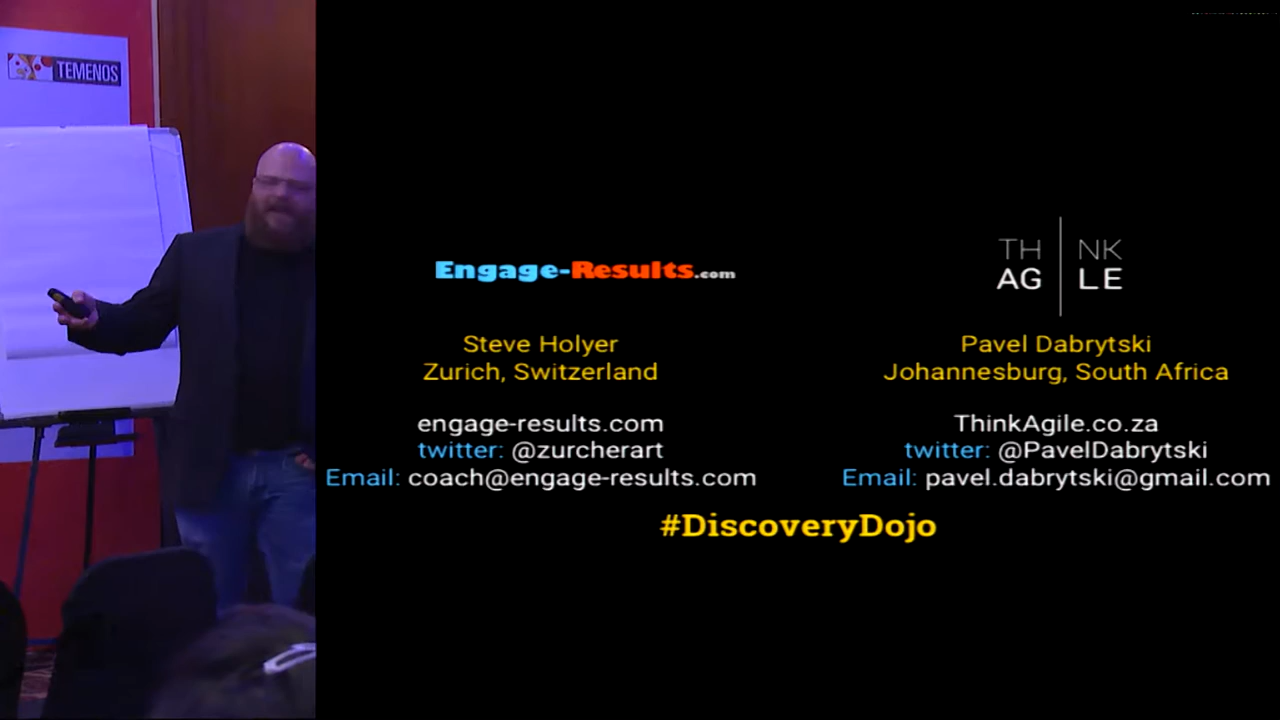 TEMENOS
Engage-Results.com
TH NK
AG LE
Steve Holyer
Zurich, Switzerland
engage-results.com
twitter: @zurcherart
Email: coach@engage-results.com
Pavel Dabrytski
Johannesburg, South Africa
ThinkAgile.co.za
twitter: @PavelDabrytski
Email: pavel.dabrytski@gmail.com
#DiscoveryDojo